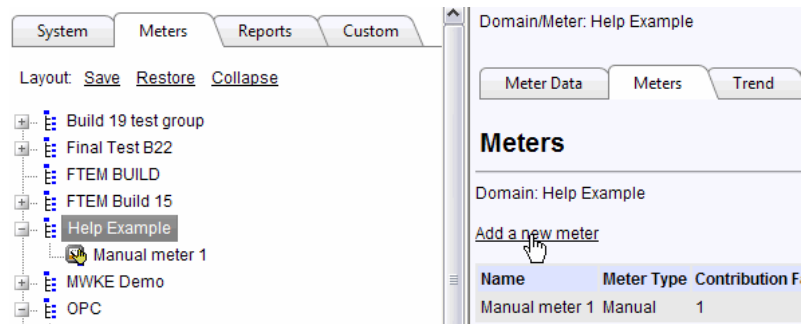 System Meters Reports Custom
Layout: Save Restore Collapse
Build 19 test group
Final Test B22
FTEM BUILD
FTEM Build 15
Help Example
Manual meter 1
MWKE Demo
OPC
Domain/Meter: Help Example
Meter Data Meters Trend
Meters
Domain: Help Example
Add a new meter
Name Meter Type Contribution
Manual meter 1 Manual 1